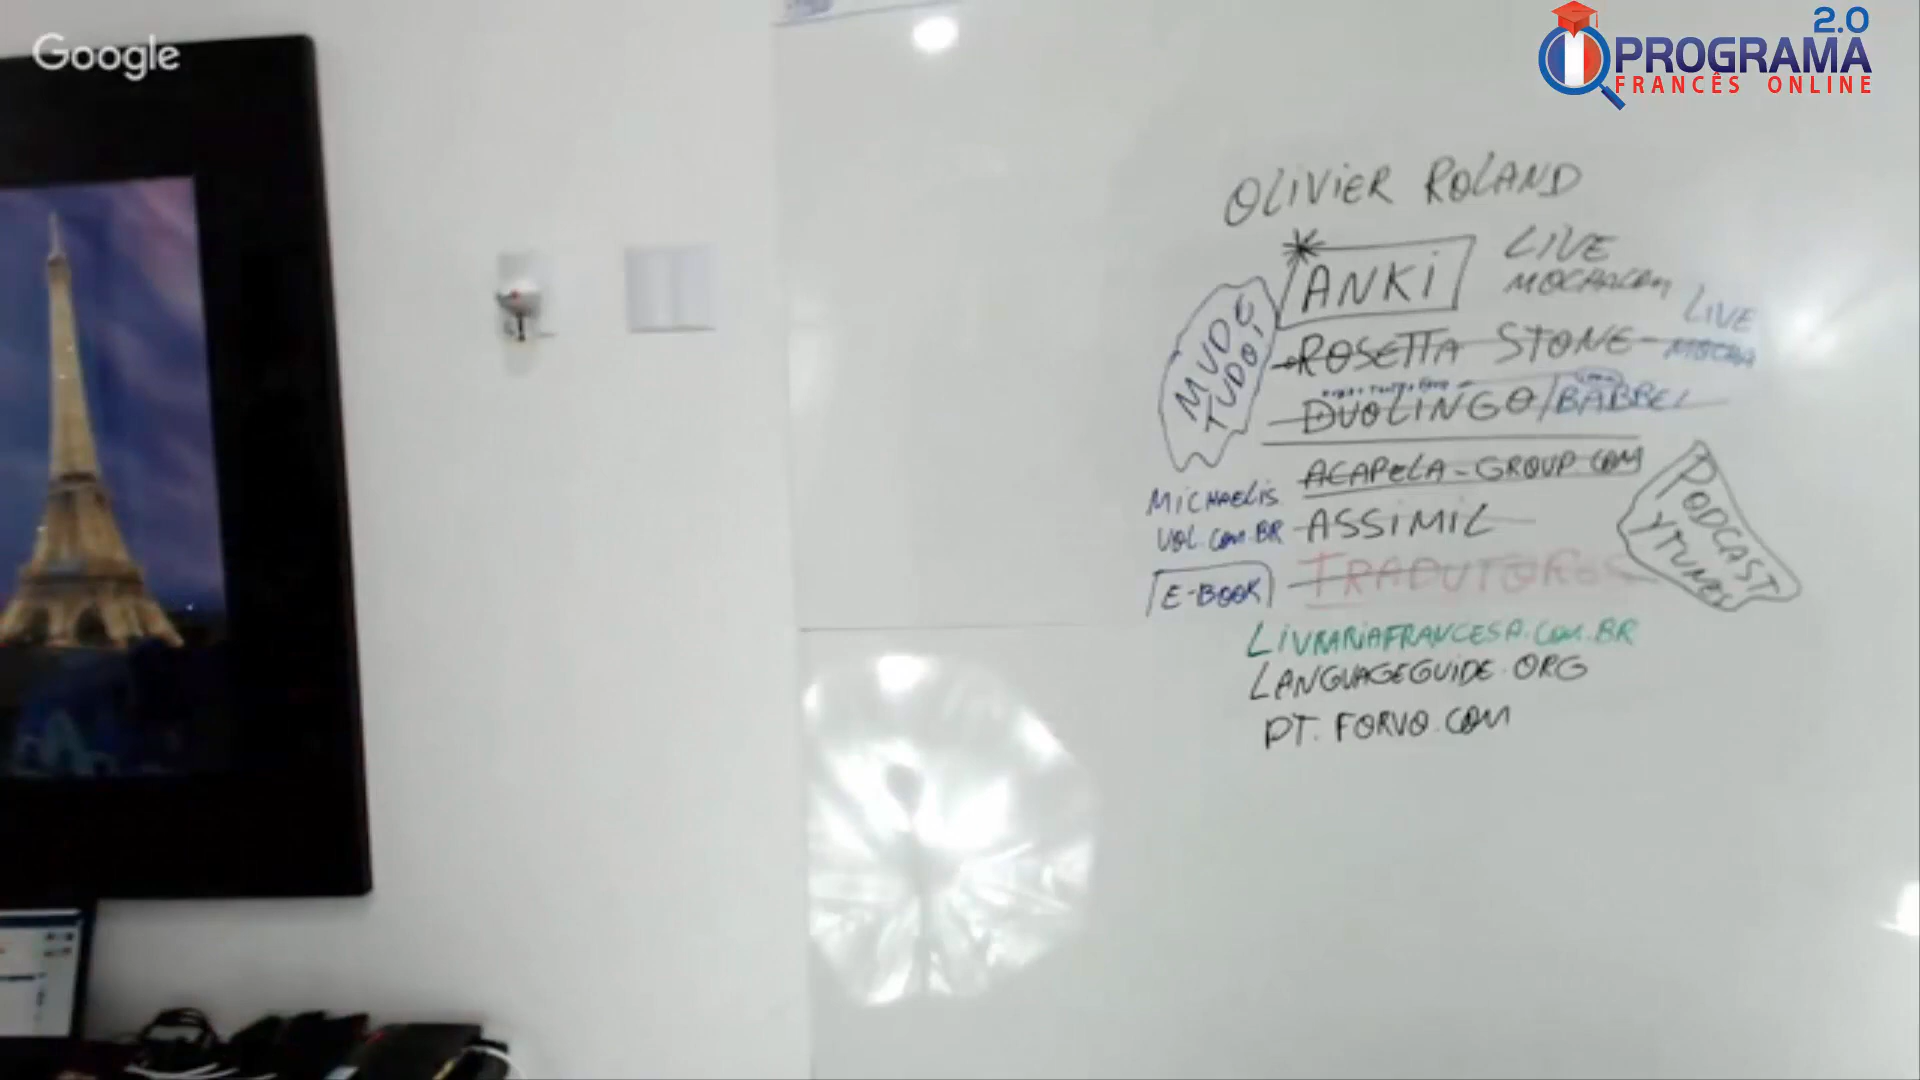 Google
2.0
PROGRAMA
FRANCÊS ONLINE
OLIVIER ROLAND
ANKI
LIVE
MUDE
TUDO!
LIVE
MOCHA
ROSETTA STONE
DUOLINGO/BABBEL
ACAPELA-GROUP COM
MICHAELIS
UOL.COM.BR
ASSIMIL
PODCAST
E-BOOK
TRADUTORES
LIVRARIAFRANCESA.COM.BR
LANGUAGEGUIDE.ORG
PT.FORVO.COM